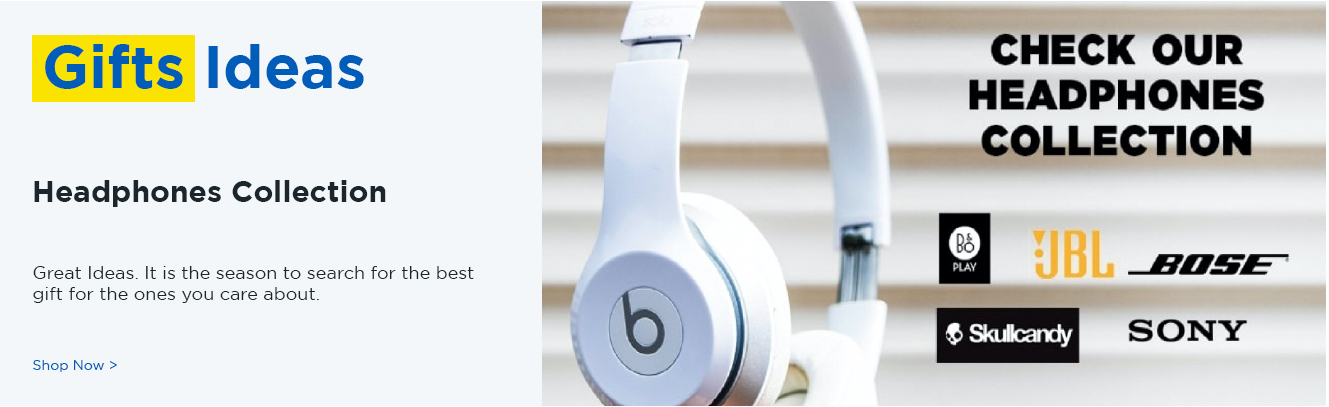 Gifts Ideas
Headphones Collection
Great Ideas. It is the season to search for the best
gift for the ones you care about.
Shop Now >
solo
b
CHECK OUR
HEADPHONES
COLLECTION
B&O
PLAY
JBL
BOSE
Skullcandy
SONY